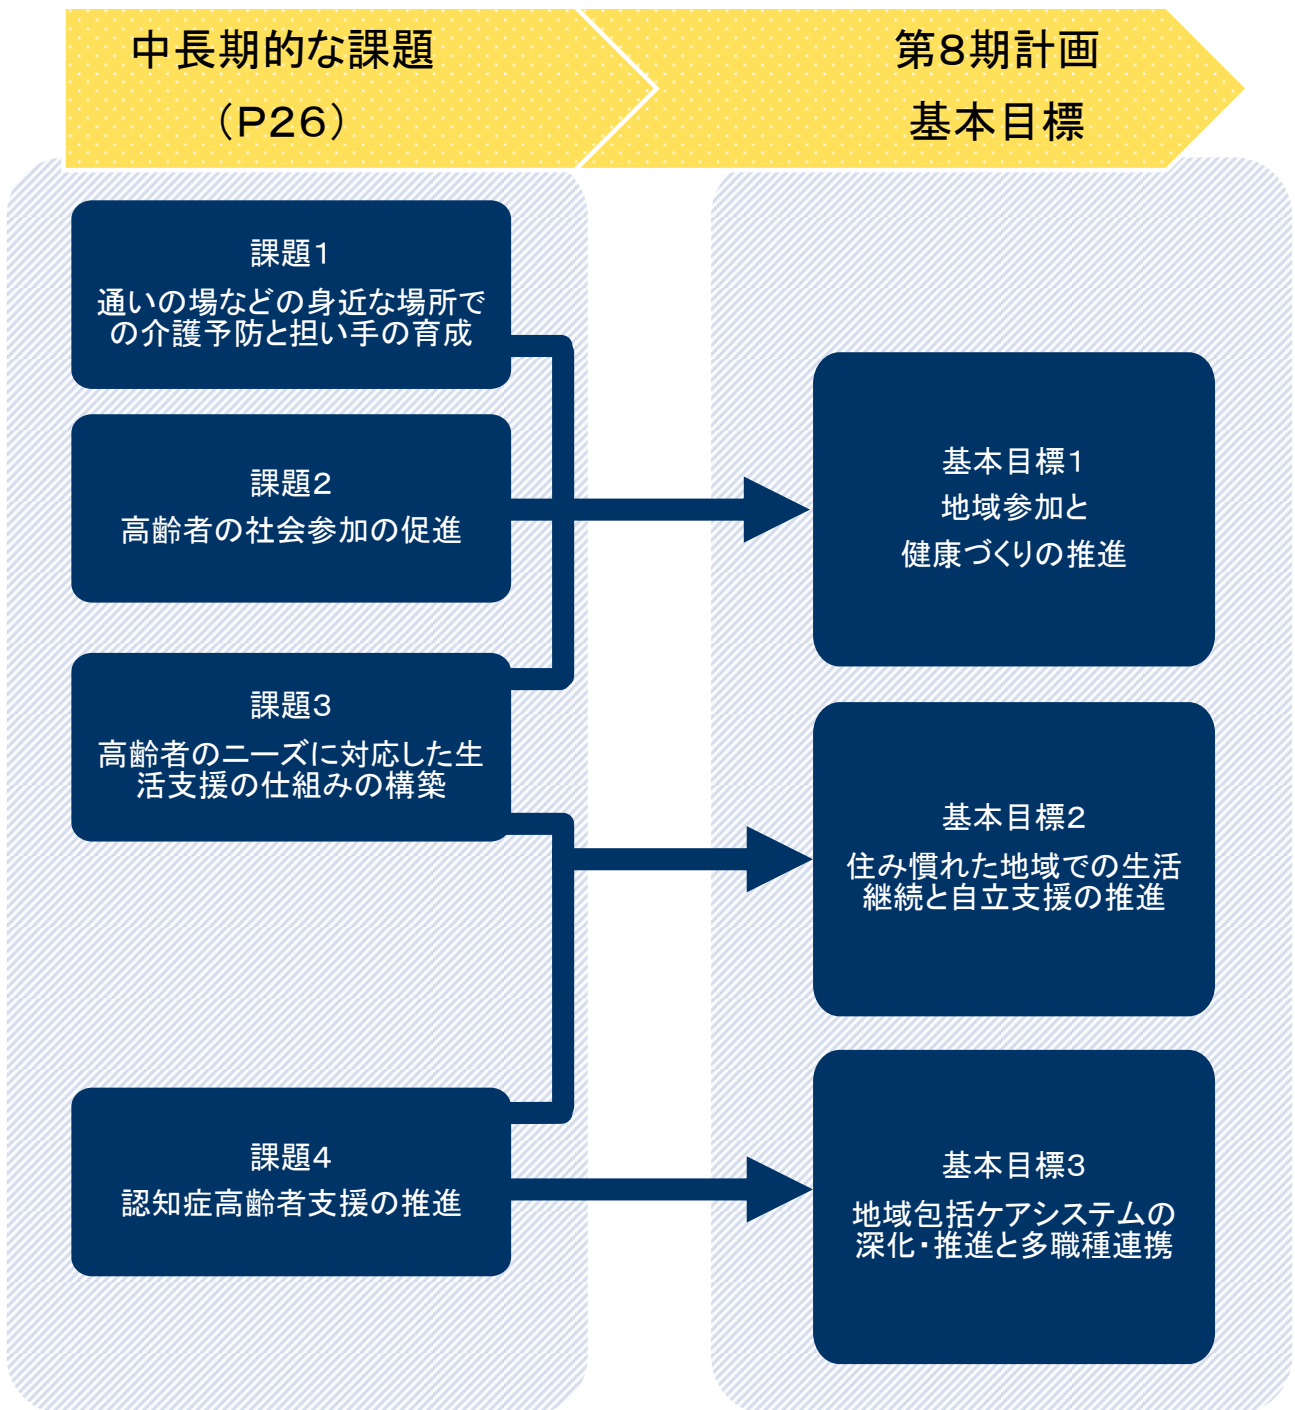 中長期的な課題
（P26）
第8期計画
基本目標
課題1
通いの場などの身近な場所で
の介護予防と担い手の育成
課題2
高齢者の社会参加の促進
課題3
高齢者のニーズに対応した生
活支援の仕組みの構築
課題4
認知症高齢者支援の推進
基本目標1
地域参加と
健康づくりの推進
基本目標2
住み慣れた地域での生活
継続と自立支援の推進
基本目標3
地域包括ケアシステムの
深化・推進と多職種連携